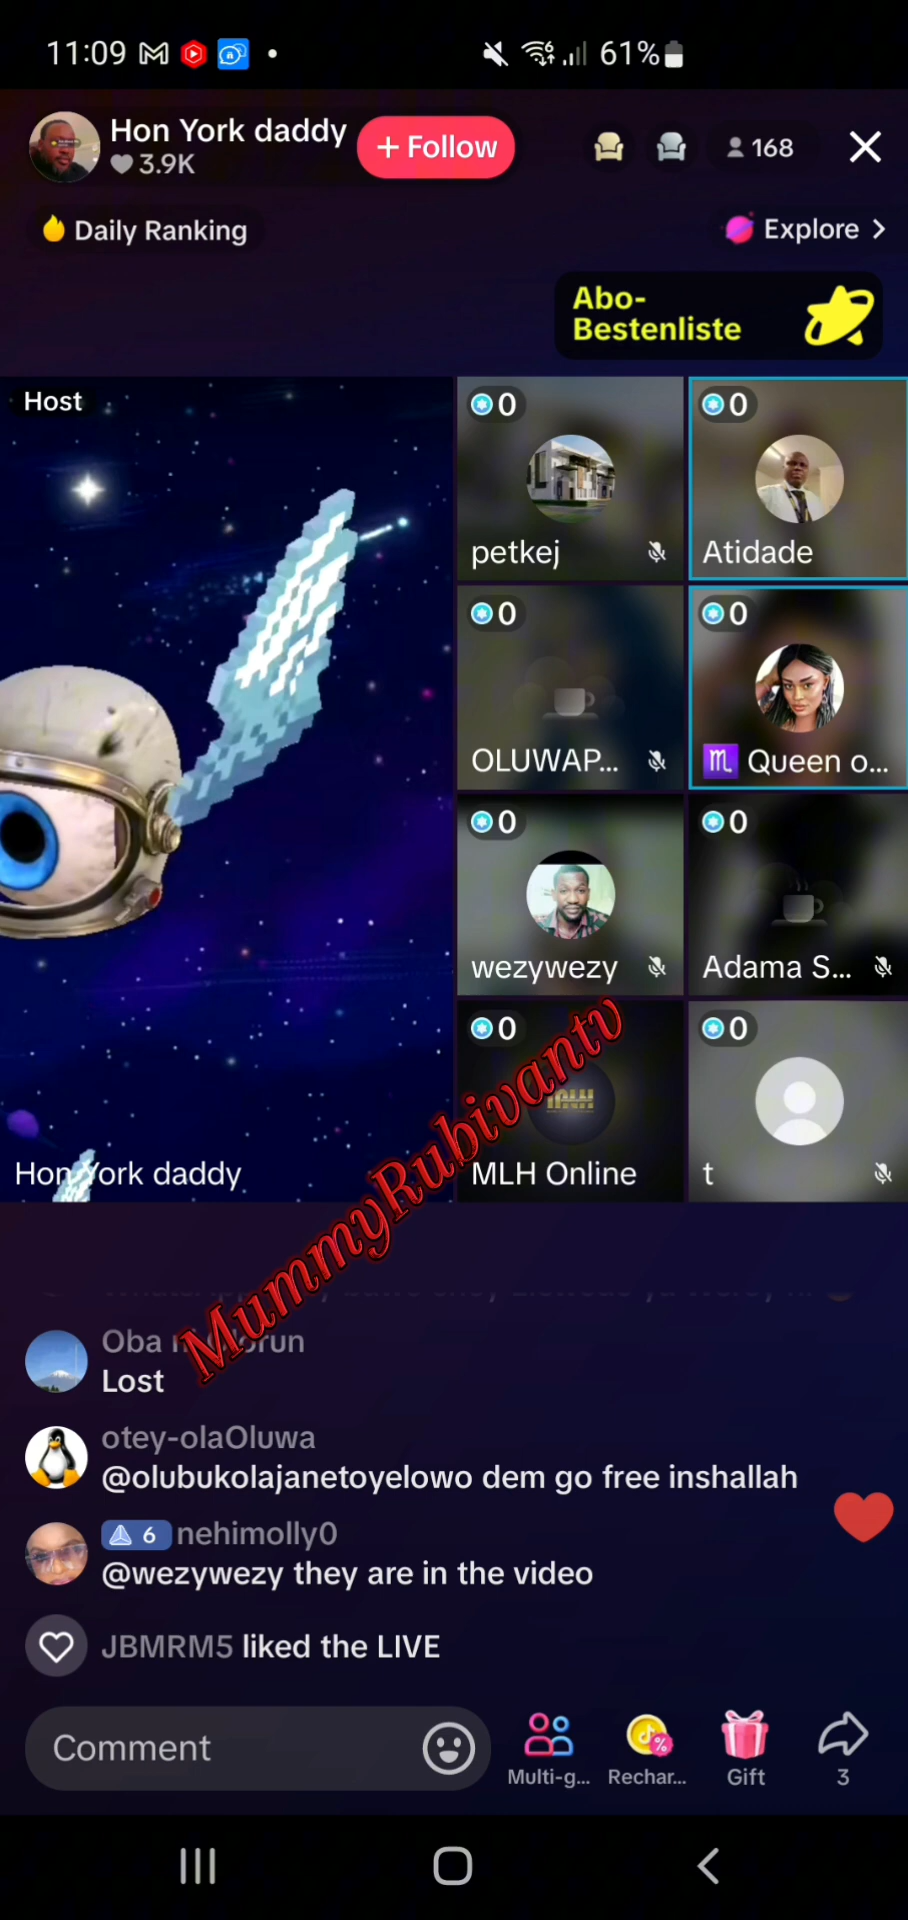 11:09
61%
Hon York daddy
3.9K
+ Follow
168
Daily Ranking
Explore >
Abo-
Bestenliste
Host
0
petkej
0
Atidade
0
OLUWAP...
0
Queen o...
0
wezywezy
0
Adama S...
0
MLH Online
0
t
Hon York daddy
MummyRubivantv
Oba
Lost
otey-olaOluwa
@olubukolajanetoyelowo dem go free inshallah
6 nehimolly0
@wezywezy they are in the video
JBMRM5 liked the LIVE
Comment
Multi-g...
Rechar...
Gift
3